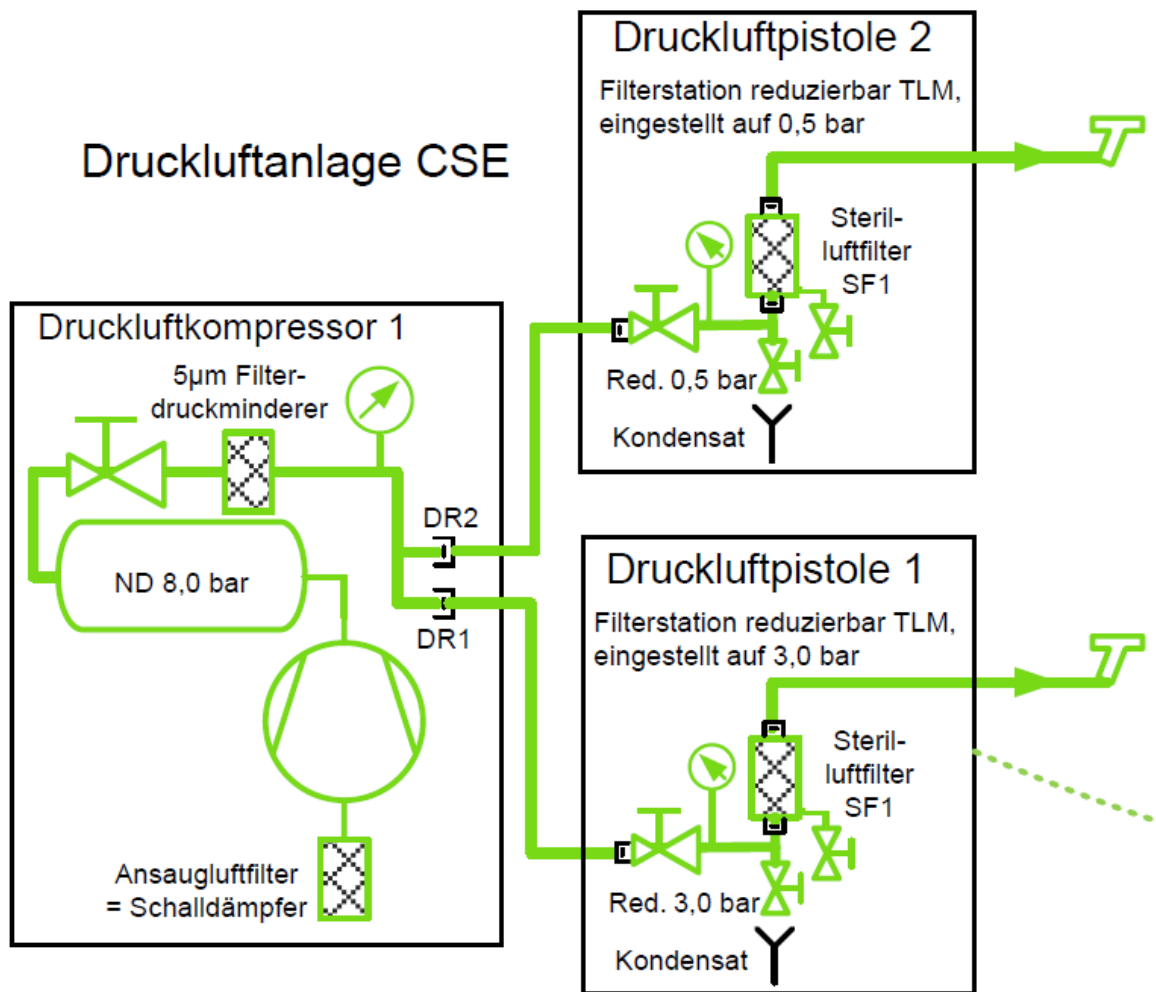 Druckluftanlage CSE
Druckluftkompressor 1
5µm Filter-
druckminderer
ND 8,0 bar
DR2
DR1
Ansaugluftfilter
= Schalldämpfer
Druckluftpistole 2
Filterstation reduzierbar TLM,
eingestellt auf 0,5 bar
Steril-
luftfilter
SF1
Red. 0,5 bar
Kondensat
Druckluftpistole 1
Filterstation reduzierbar TLM,
eingestellt auf 3,0 bar
Steril-
luftfilter
SF1
Red. 3,0 bar
Kondensat